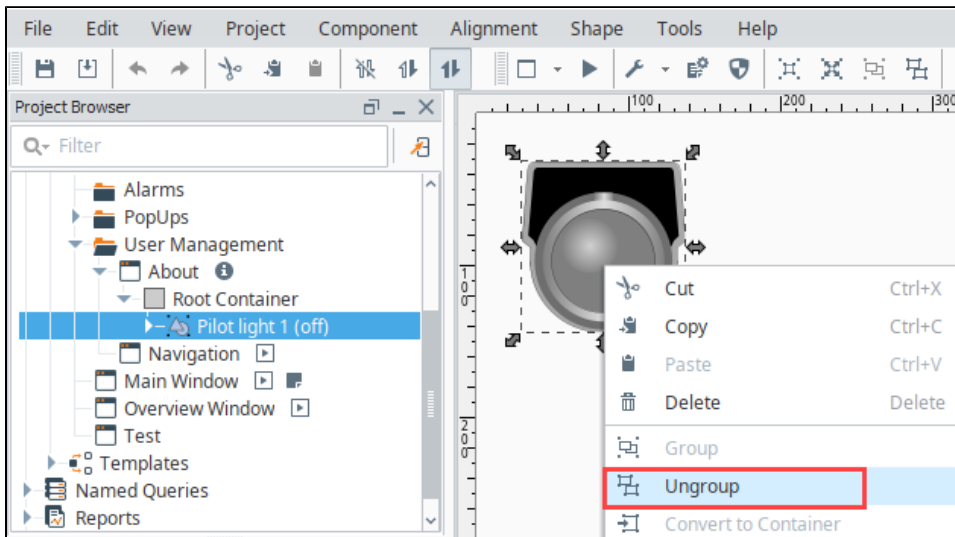 File Edit View Project Component Alignment Shape Tools Help
Project Browser
Filter
Alarms
PopUps
User Management
About
Root Container
Pilot light 1 (off)
Navigation
Main Window
Overview Window
Test
Templates
Named Queries
Reports
100 200 300
100
200
Cut Ctrl+X
Copy Ctrl+C
Paste Ctrl+V
Delete Delete
Group
Ungroup
Convert to Container